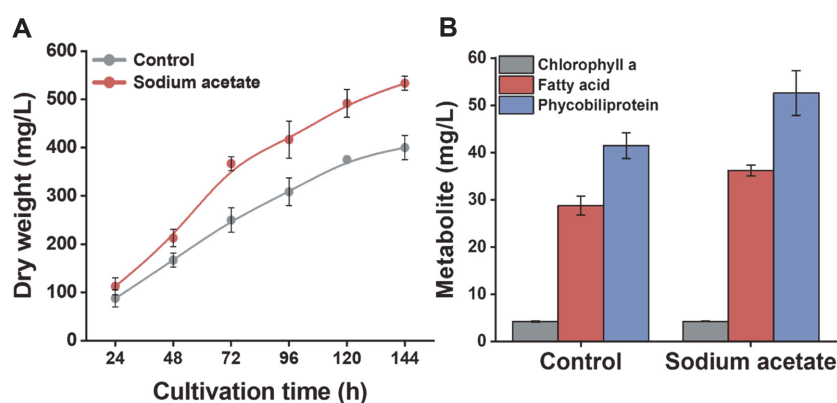 A
600
500
400
300
200
100
0
Dry weight (mg/L)
Control
Sodium acetate
24 48 72 96 120 144
Cultivation time (h)
B
60
50
40
30
20
10
0
Metabolite (mg/L)
Chlorophyll a
Fatty acid
Phycobiliprotein
Control Sodium acetate